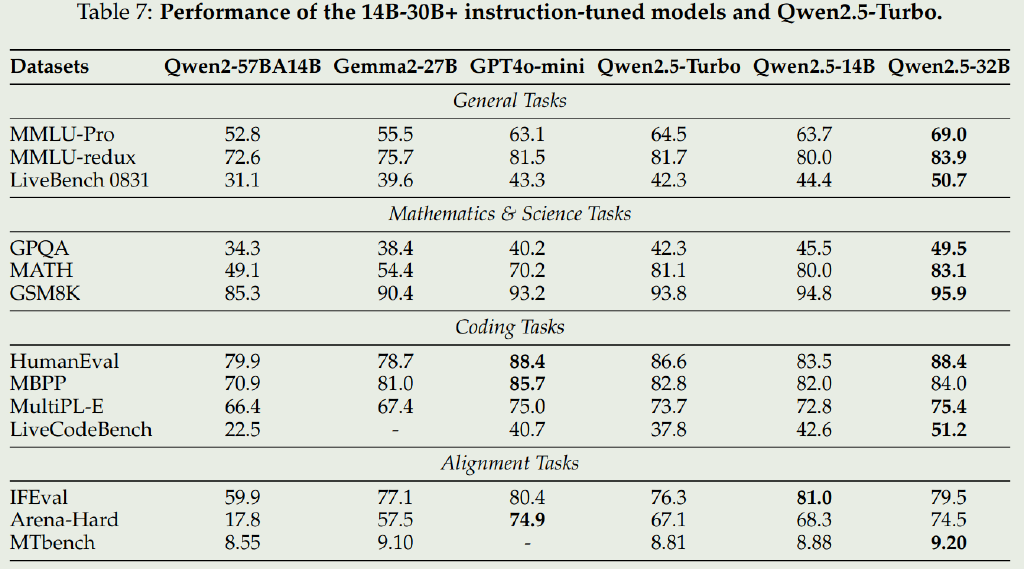 Table 7: Performance of the 14B-30B+ instruction-tuned models and Qwen2.5-Turbo.
Datasets Qwen2-57BA14B Gemma2-27B GPT4o-mini Qwen2.5-Turbo Qwen2.5-14B Qwen2.5-32B
General Tasks
MMLU-Pro 52.8 55.5 63.1 64.5 63.7 69.0
MMLU-redux 72.6 75.7 81.5 81.7 80.0 83.9
LiveBench 0831 31.1 39.6 43.3 42.3 44.4 50.7
Mathematics & Science Tasks
GPQA 34.3 38.4 40.2 42.3 45.5 49.5
MATH 49.1 54.4 70.2 81.1 80.0 83.1
GSM8K 85.3 90.4 93.2 93.8 94.8 95.9
Coding Tasks
HumanEval 79.9 78.7 88.4 86.6 83.5 88.4
MBPP 70.9 81.0 85.7 82.8 82.0 84.0
MultiPL-E 66.4 67.4 75.0 73.7 72.8 75.4
LiveCodeBench 22.5 - 40.7 37.8 42.6 51.2
Alignment Tasks
IFEval 59.9 77.1 80.4 76.3 81.0 79.5
Arena-Hard 17.8 57.5 74.9 67.1 68.3 74.5
MTbench 8.55 9.10 - 8.81 8.88 9.20